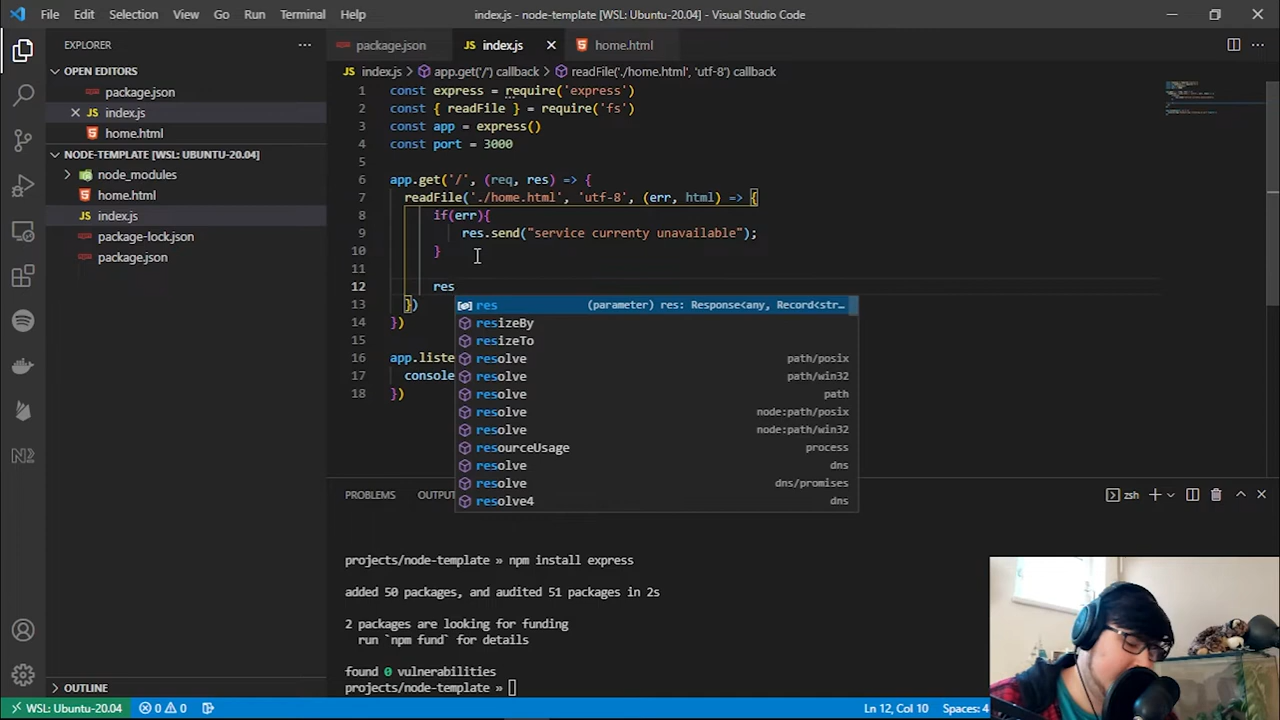 File Edit Selection View Go Run Terminal Help index.js - node-template [WSL: Ubuntu-20.04] - Visual Studio Code
EXPLORER
OPEN EDITORS
package.json
index.js
home.html
NODE-TEMPLATE [WSL: UBUNTU-20.04]
node_modules
home.html
index.js
package-lock.json
package.json
OUTLINE
package.json JS index.js home.html
JS index.js > app.get('/') callback > readFile('./home.html', 'utf-8') callback
1 const express = require('express')
2 const { readFile } = require('fs')
3 const app = express()
4 const port = 3000
5
6 app.get('/', (req, res) => {
7 readFile('./home.html', 'utf-8', (err, html) => {
8 if(err){
9 res.send("service currenty unavailable");
10 }
11
12 res
13 })
14 })
15
16 app.liste
17 console
18 })
res (parameter) res: Response<any, Record<str…
resizeBy
resizeTo
resolve path/posix
resolve path/win32
resolve path
resolve node:path/posix
resolve node:path/win32
resourceUsage process
resolve dns
resolve dns/promises
resolve4 dns
PROBLEMS OUTPU zsh
projects/node-template » npm install express
added 50 packages, and audited 51 packages in 2s
2 packages are looking for funding
run `npm fund` for details
found 0 vulnerabilities
projects/node-template »
WSL: Ubuntu-20.04 0 0 Ln 12, Col 10 Spaces: 4